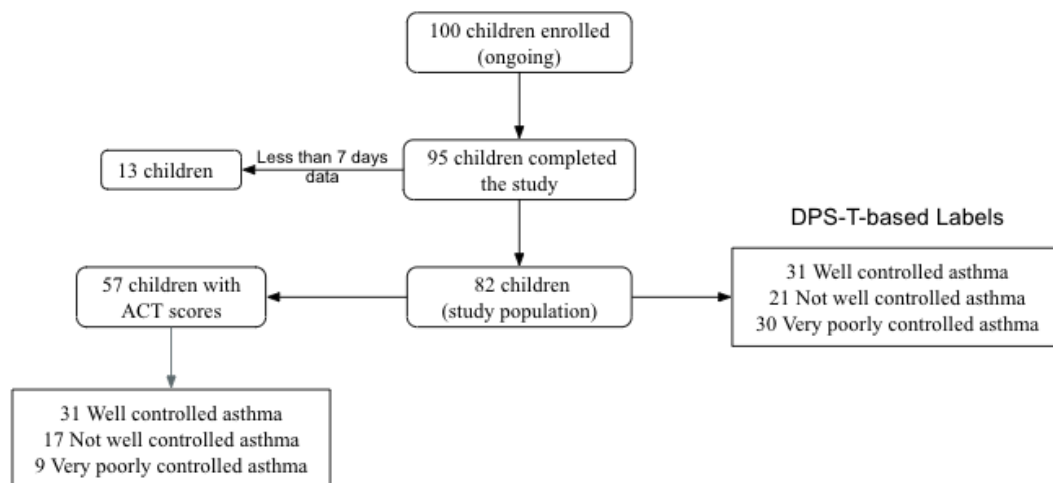 100 children enrolled
(ongoing)
Less than 7 days
data
13 children
95 children completed
the study
DPS-T-based Labels
57 children with
ACT scores
82 children
(study population)
31 Well controlled asthma
21 Not well controlled asthma
30 Very poorly controlled asthma
31 Well controlled asthma
17 Not well controlled asthma
9 Very poorly controlled asthma